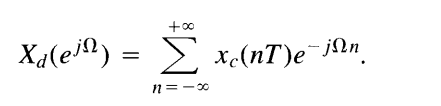 X_d(e^{jΩ}) = \sum_{n=-∞}^{+∞} x_c(nT)e^{-jΩn}.